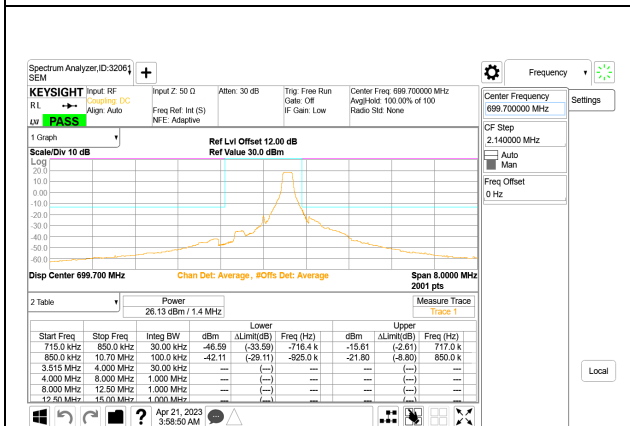 Spectrum Analyzer,ID:32061
SEM
Frequency
KEYSIGHT
Input: RF
Input Z: 50 Ω
Atten: 30 dB
Trig: Free Run
Center Freq: 699.700000 MHz
Coupling: DC
Gate: Off
Avg|Hold: 100.00% of 100
R L
Align: Auto
Freq Ref: Int (S)
IF Gain: Low
Radio Std: None
LXI PASS
NFE: Adaptive
Center Frequency
699.700000 MHz
Settings
CF Step
2.140000 MHz
Auto
Man
Freq Offset
0 Hz
1 Graph
Ref Lvl Offset 12.00 dB
Scale/Div 10 dB
Ref Value 30.0 dBm
Log
20.0
10.0
0.00
-10.0
-20.0
-30.0
-40.0
-50.0
-60.0
Disp Center 699.700 MHz
Chan Det: Average , #Offs Det: Average
Span 8.0000 MHz
2001 pts
2 Table
Power
Measure Trace
26.13 dBm / 1.4 MHz
Trace 1
Lower Upper
Start Freq Stop Freq Integ BW dBm ΔLimit(dB) Freq (Hz) dBm ΔLimit(dB) Freq (Hz)
715.0 kHz 850.0 kHz 30.00 kHz -46.59 (-33.59) -716.4 k -15.61 (-2.61) 717.0 k
850.0 kHz 10.70 MHz 100.0 kHz -42.11 (-29.11) -925.0 k -21.80 (-8.80) 850.0 k
3.515 MHz 4.000 MHz 30.00 kHz --- (---) --- (---)
4.000 MHz 8.000 MHz 1.000 MHz --- (---) --- (---)
8.000 MHz 12.50 MHz 1.000 MHz --- (---) --- (---)
12.50 MHz 15.00 MHz 1.000 MHz --- (---) --- (---)
Local
? Apr 21, 2023
3:58:50 AM